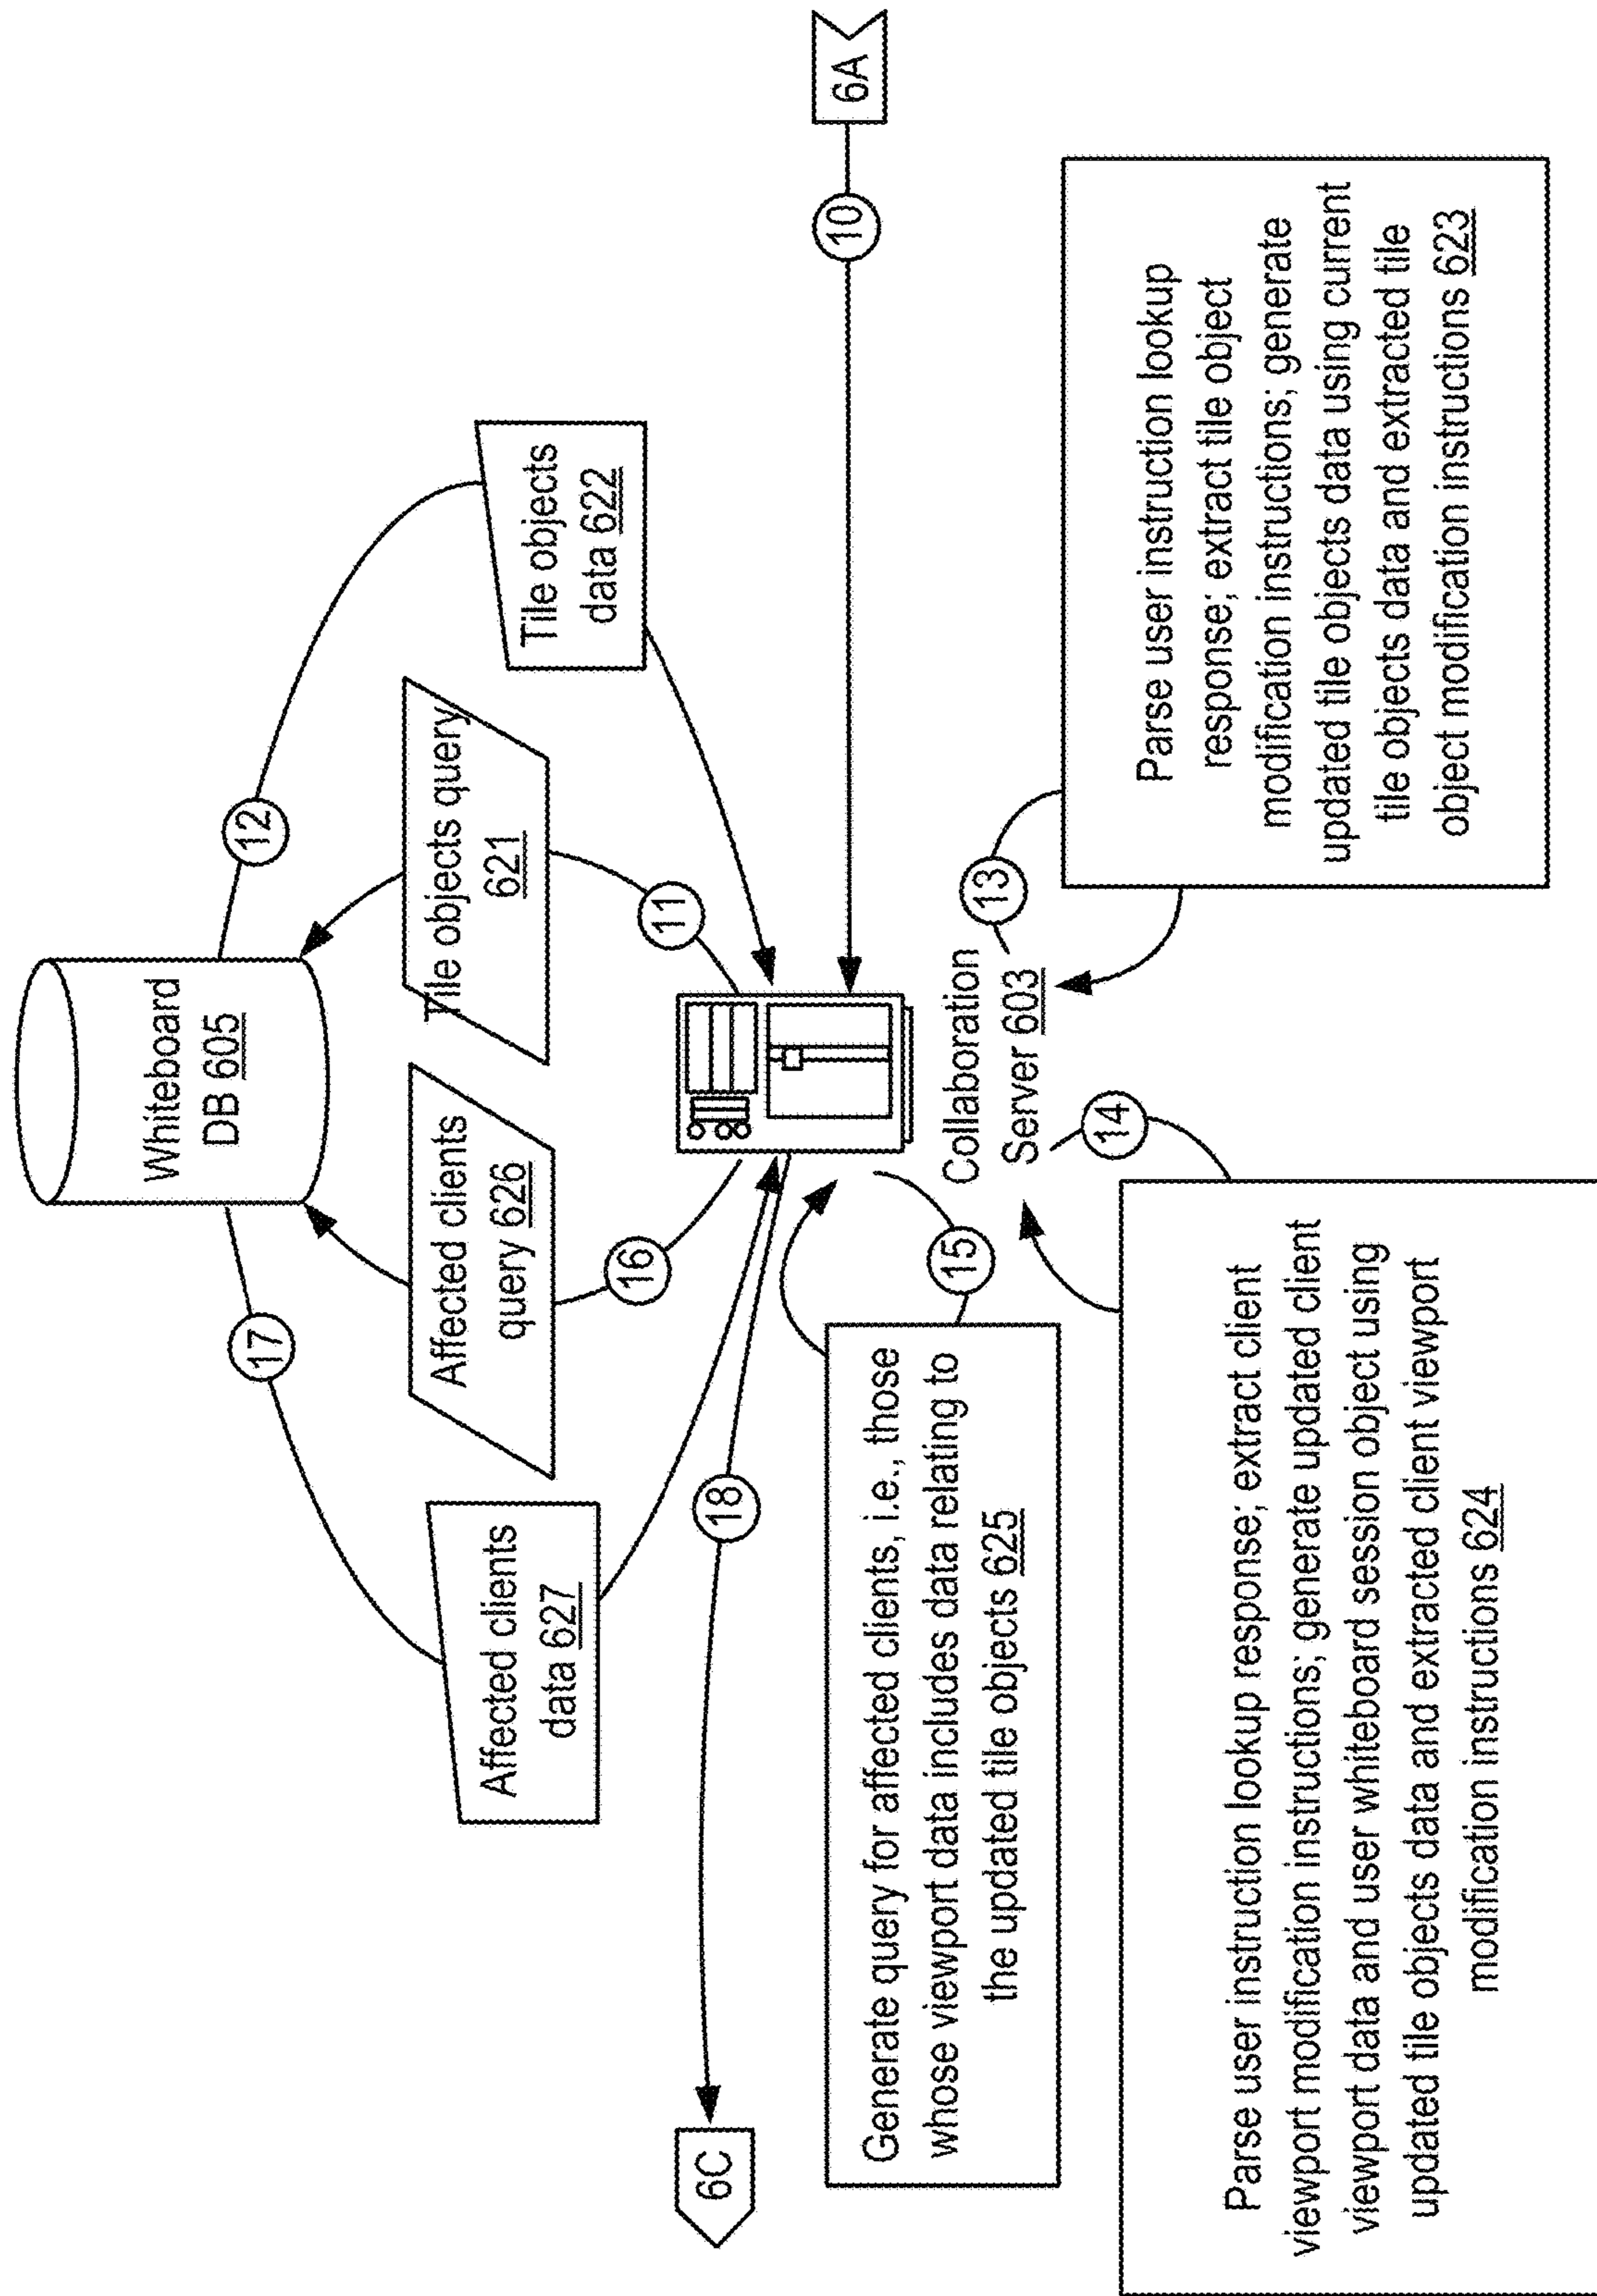 Whiteboard
DB 605
17
12
Affected clients
data 627
Affected clients
query 626
Tile objects query
621
Tile objects
data 622
16
11
18
6C
10
6A
Collaboration
Server 603
15
14
13
Generate query for affected clients, i.e., those
whose viewport data includes data relating to
the updated tile objects 625
Parse user instruction lookup response; extract client
viewport modification instructions; generate updated client
viewport data and user whiteboard session object using
updated tile objects data and extracted client viewport
modification instructions 624
Parse user instruction lookup
response; extract tile object
modification instructions; generate
updated tile objects data using current
tile objects data and extracted tile
object modification instructions 623